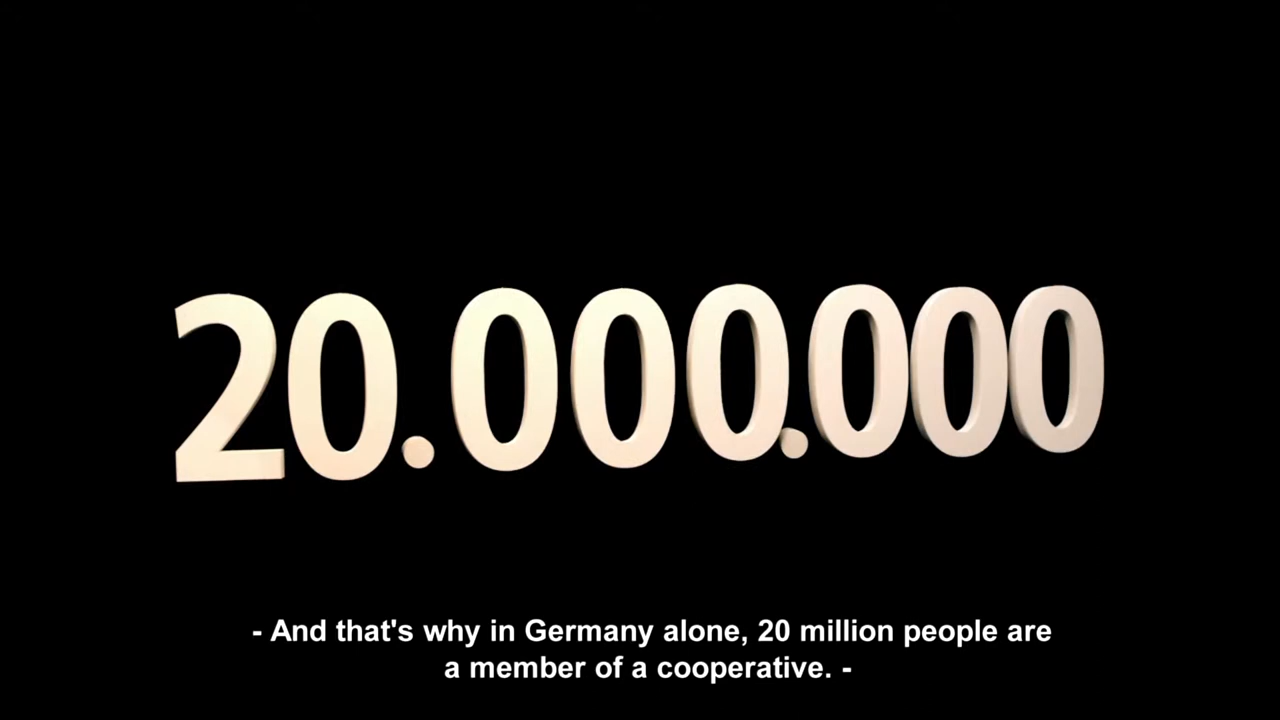 20.000.000
- And that's why in Germany alone, 20 million people are
a member of a cooperative. -